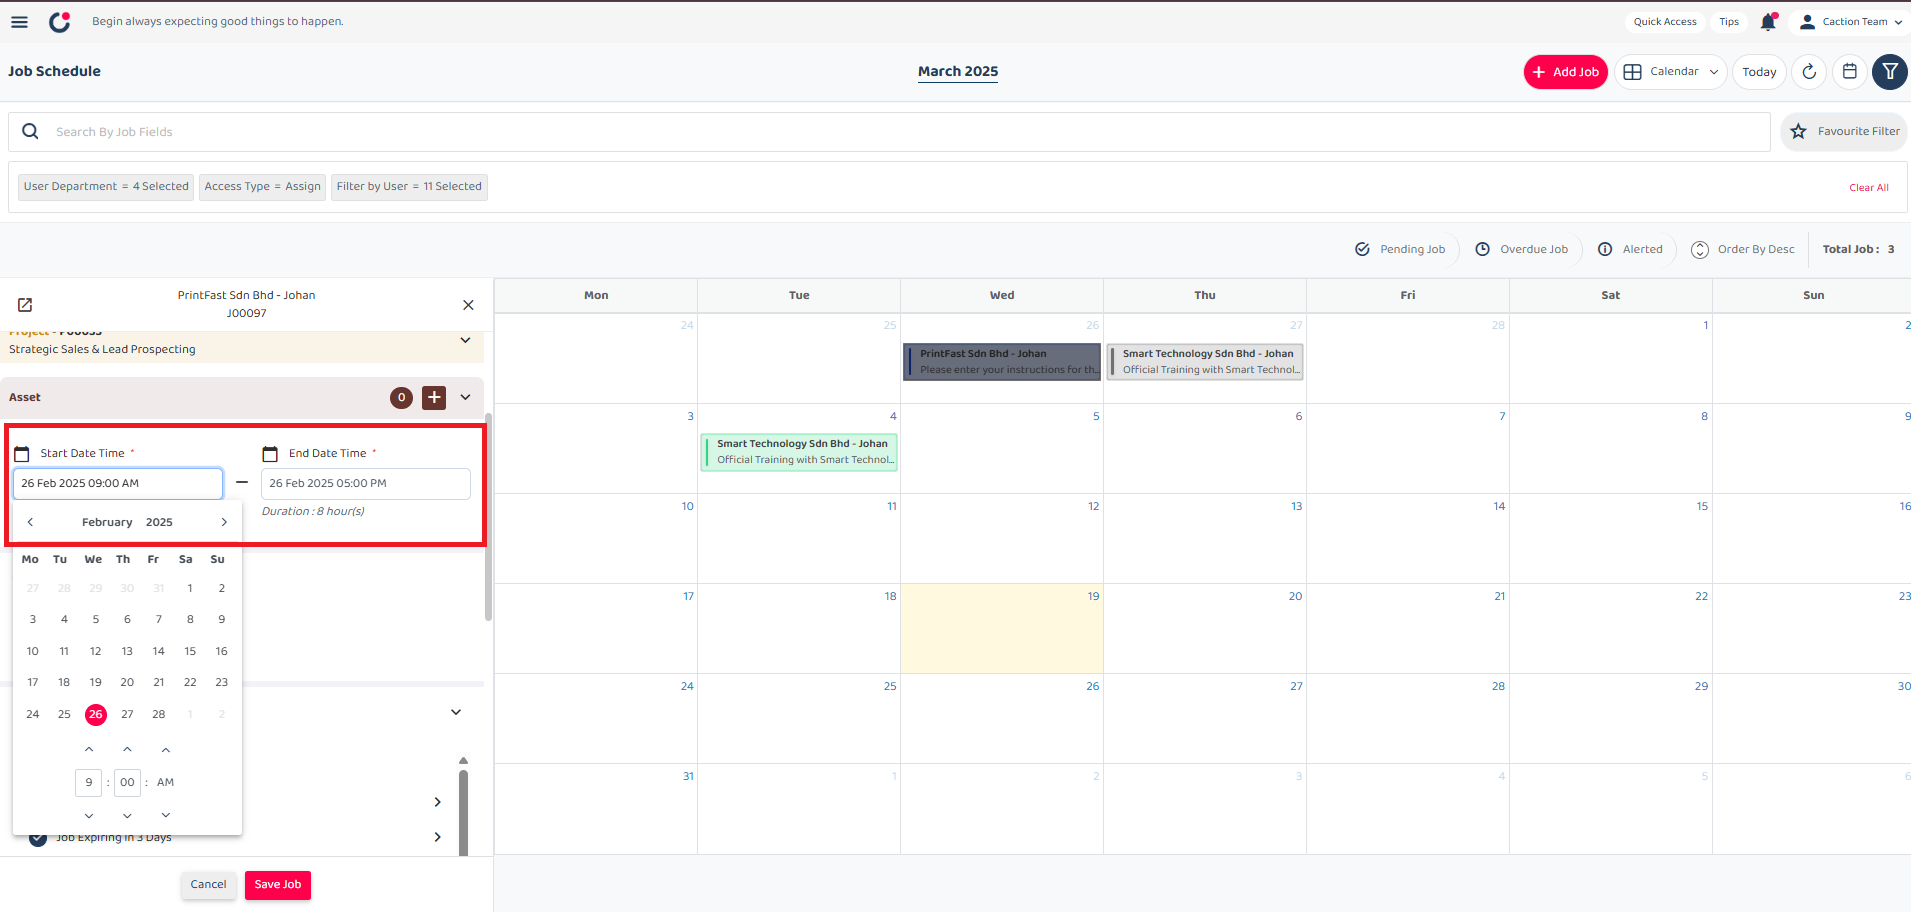 Begin always expecting good things to happen.
Quick Access
Tips
Caction Team
Job Schedule
March 2025
+ Add Job
Calendar
Today
Search By Job Fields
Favourite Filter
User Department = 4 Selected
Access Type = Assign
Filter by User = 11 Selected
Clear All
Pending Job
Overdue Job
Alerted
Order By Desc
Total Job : 3
PrintFast Sdn Bhd - Johan
J00097
Strategic Sales & Lead Prospecting
Asset
0
Start Date Time *
End Date Time *
26 Feb 2025 09:00 AM
26 Feb 2025 05:00 PM
Duration : 8 hour(s)
February 2025
Mo Tu We Th Fr Sa Su
27 28 29 30 31 1 2
3 4 5 6 7 8 9
10 11 12 13 14 15 16
17 18 19 20 21 22 23
24 25 26 27 28 1 2
9 : 00 : AM
Job Expiring in 3 Days
Cancel
Save Job
Mon Tue Wed Thu Fri Sat Sun
24 25 26 27 28 1 2
PrintFast Sdn Bhd - Johan
Please enter your instructions for th...
Smart Technology Sdn Bhd - Johan
Official Training with Smart Technol...
3 4 5 6 7 8 9
Smart Technology Sdn Bhd - Johan
Official Training with Smart Technol...
10 11 12 13 14 15 16
17 18 19 20 21 22 23
24 25 26 27 28 29 30
31 1 2 3 4 5 6